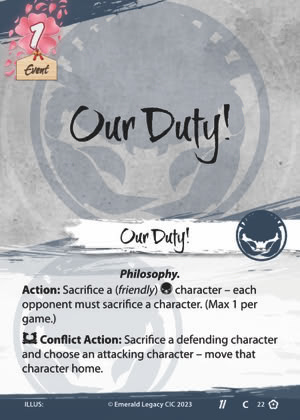 1
Event
Our Duty!
Our Duty!
Philosophy.
Action: Sacrifice a (friendly) character – each
opponent must sacrifice a character. (Max 1 per
game.)
Conflict Action: Sacrifice a defending character
and choose an attacking character – move that
character home.
ILLUS: © Emerald Legacy CIC 2023 C 22